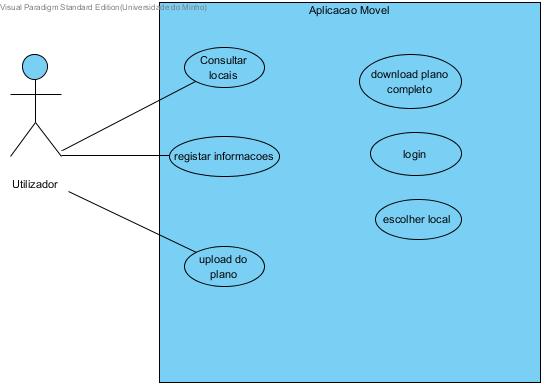 Visual Paradigm Standard Edition(Universidade do Minho)
Aplicacao Movel
Consultar
locais
download plano
completo
registar informacoes
login
Utilizador
escolher local
upload do
plano